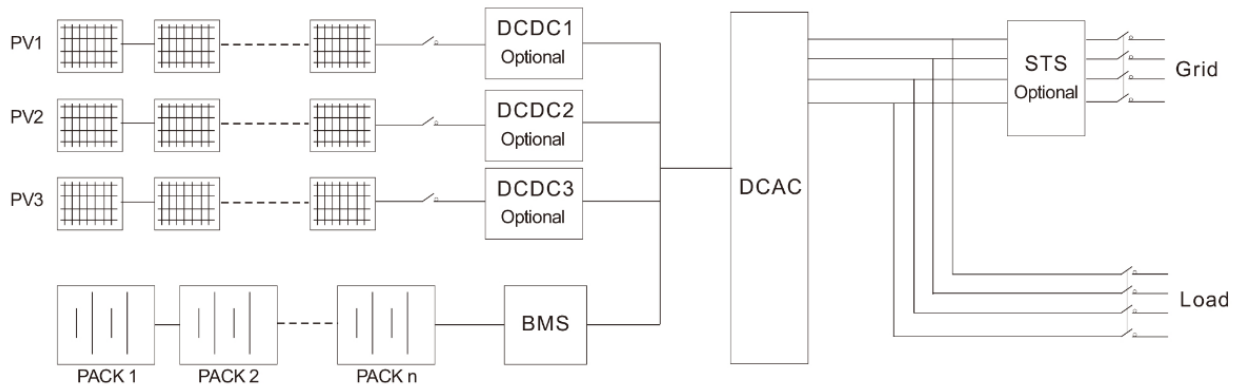 PV1
DCDC1
Optional
PV2
DCDC2
Optional
PV3
DCDC3
Optional
PACK 1
PACK 2
PACK n
BMS
DCAC
STS
Optional
Grid
Load